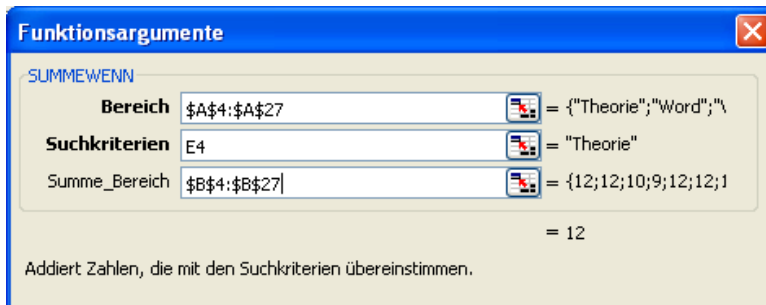 Funktionsargumente
SUMMEWENN
Bereich $A$4:$A$27 = {"Theorie";"Word";"\
Suchkriterien E4 = "Theorie"
Summe_Bereich $B$4:$B$27 = {12;12;10;9;12;12;1
= 12
Addiert Zahlen, die mit den Suchkriterien übereinstimmen.